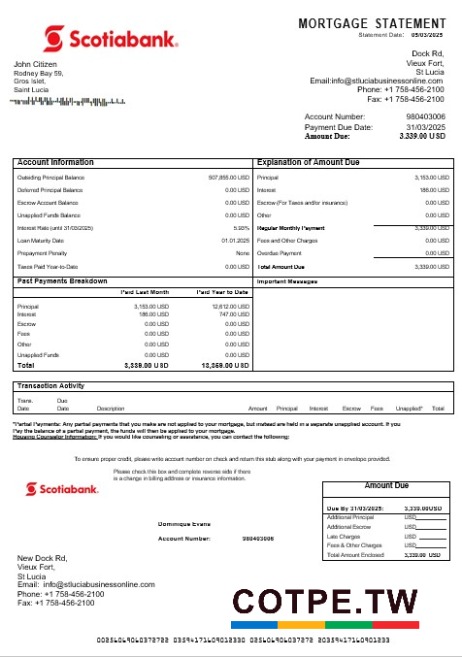 MORTGAGE STATEMENT
Statement Date: 05/03/2025
Scotiabank®
John Citizen
Rodney Bay 59,
Gros Islet,
Saint Lucia
Dock Rd,
Vieux Fort,
St Lucia
Email:info@stluciabusinessonline.com
Phone: +1 758-456-2100
Fax: +1 758-456-2100
Account Number: 980403006
Payment Due Date: 31/03/2025
Amount Due: 3,339.00 USD
Account Information
Outsiding Principal Balance 507,855.00 USD
Deferred Principal Balance 0.00 USD
Escrow Account Balance 0.00 USD
Unapplied Funds Balance 0.00 USD
Interest Rate (until 31/03/2025) 5.20%
Loan Maturity Date 01.01.2025
Prepayment Penalty None
Taxes Paid Year-to-Date 0.00 USD
Explanation of Amount Due
Principal 3,153.00 USD
Interest 186.00 USD
Escrow (For Taxes and/or insurance) 0.00 USD
Other 0.00 USD
Regular Monthly Payment 3,339.00 USD
Fees and Other Charges 0.00 USD
Overdue Payment 0.00 USD
Total Amount Due 3,339.00 USD
Past Payments Breakdown
Paid Last Month Paid Year to Date
Principal 3,153.00 USD 12,612.00 USD
Interest 186.00 USD 747.00 USD
Escrow 0.00 USD 0.00 USD
Fees 0.00 USD 0.00 USD
Other 0.00 USD 0.00 USD
Unapplied Funds 0.00 USD 0.00 USD
Total 3,339.00 USD 13,359.00 USD
Important Messages
Transaction Activity
Trans. Date Due Date Description Amount Principal Interest Escrow Fees Unapplied* Total
*Partial Payments: Any partial payments that you make are not applied to your mortgage, but instead are held in a separate unapplied account. If you
Pay the balance of a partial payment, the funds will then be applied to your mortgage.
Housing Counselor Information: If you would like counseling or assistance, you can contact the following:
To ensure proper credit, please write account number on check and return this stub along with your payment in envelope provided.
Please check this box and complete reverse side if there
is a change in billing address or insurance information.
Scotiabank.
Dominique Evans
Account Number: 980403006
Amount Due
Due By 31/03/2025: 3,339.00USD
Additional Principal USD
Additional Escrow USD
Late Charges USD
Fees & Other Charges USD
Total Amount Enclosed 3,339.00 USD
New Dock Rd,
Vieux Fort,
St Lucia
Email: info@stluciabusinessonline.com
Phone: +1 758-456-2100
Fax: +1 758-456-2100
COTPE.TW